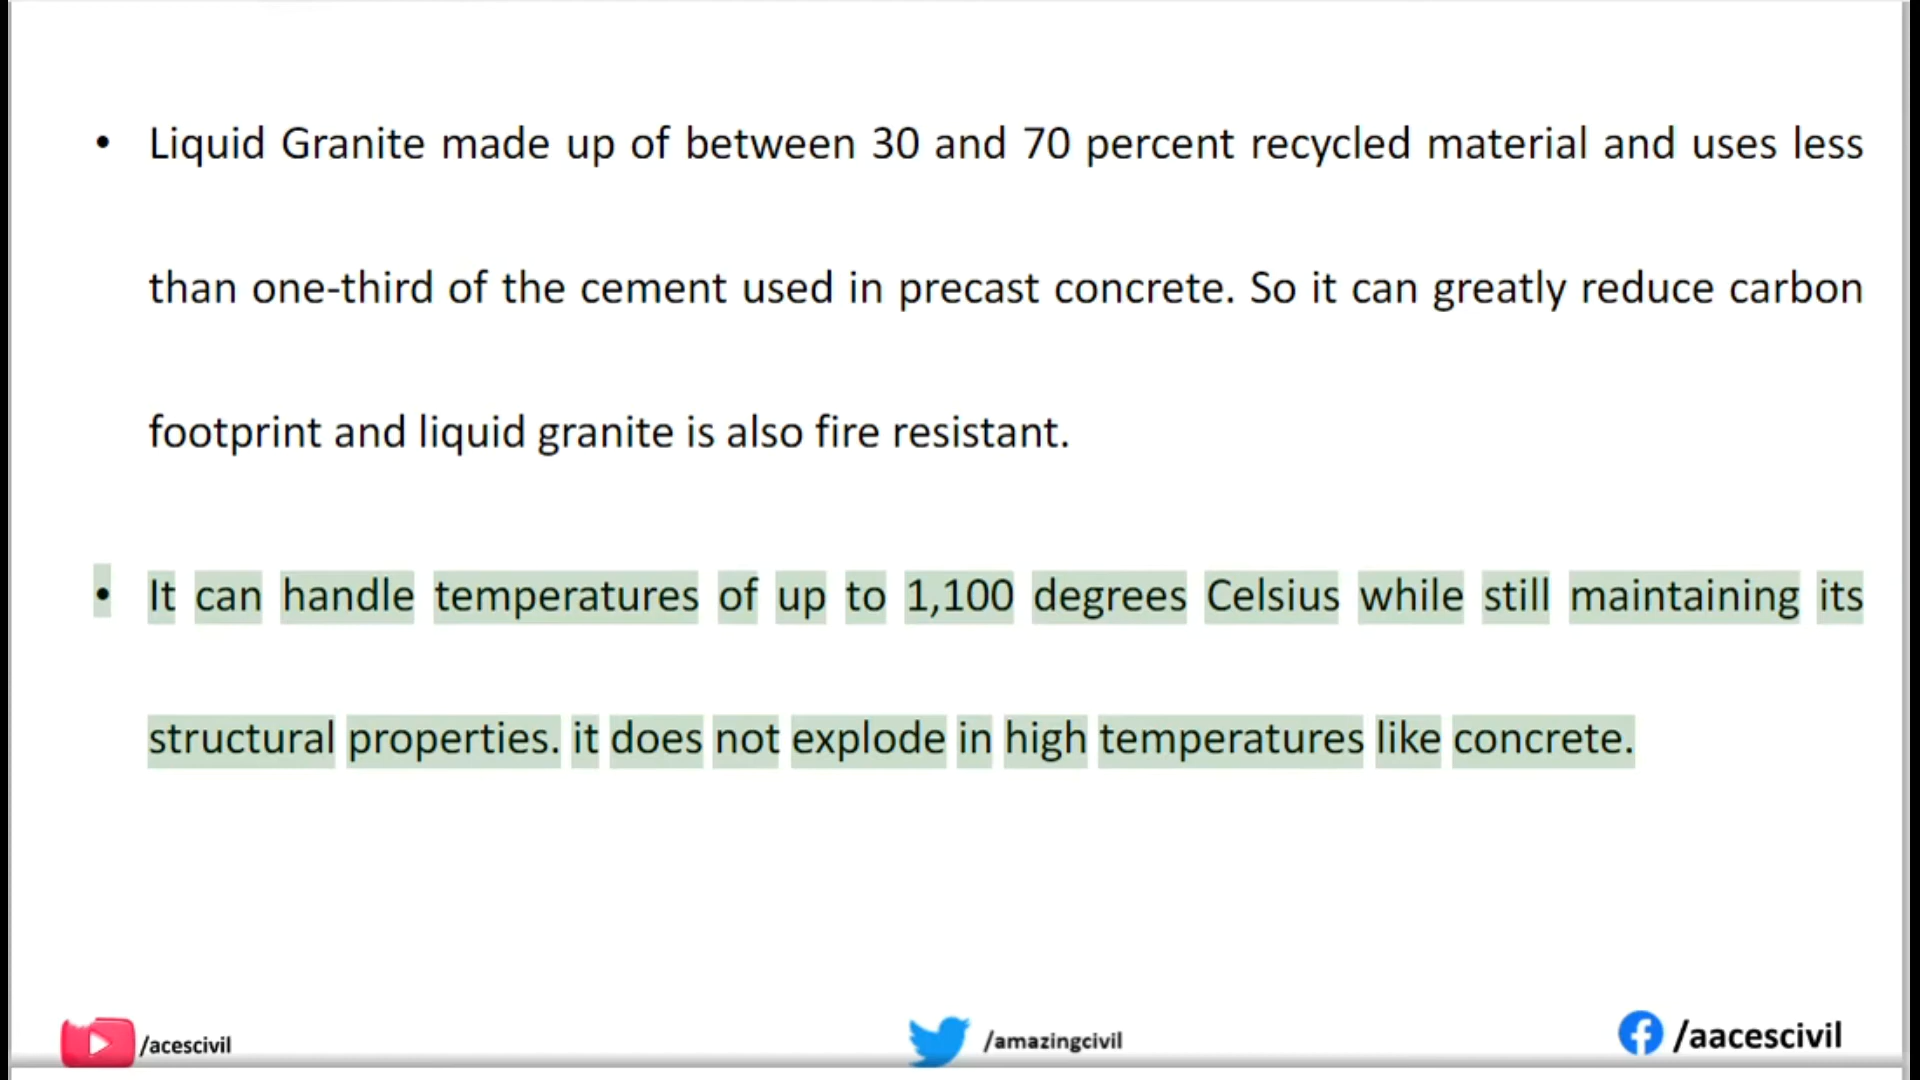 • Liquid Granite made up of between 30 and 70 percent recycled material and uses less
than one-third of the cement used in precast concrete. So it can greatly reduce carbon
footprint and liquid granite is also fire resistant.
• It can handle temperatures of up to 1,100 degrees Celsius while still maintaining its
structural properties. it does not explode in high temperatures like concrete.
/acescivil
/amazingcivil
/aacescivil